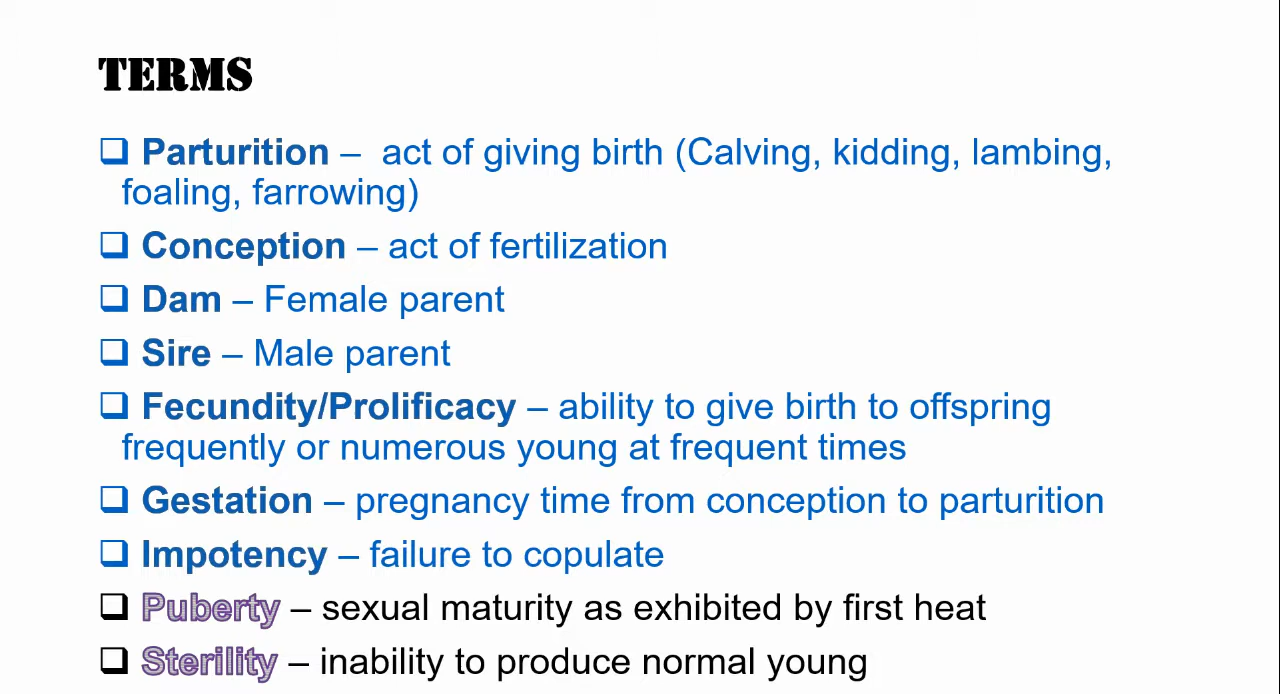 TERMS
❑ Parturition – act of giving birth (Calving, kidding, lambing,
foaling, farrowing)
❑ Conception – act of fertilization
❑ Dam – Female parent
❑ Sire – Male parent
❑ Fecundity/Prolificacy – ability to give birth to offspring
frequently or numerous young at frequent times
❑ Gestation – pregnancy time from conception to parturition
❑ Impotency – failure to copulate
❑ Puberty – sexual maturity as exhibited by first heat
❑ Sterility – inability to produce normal young